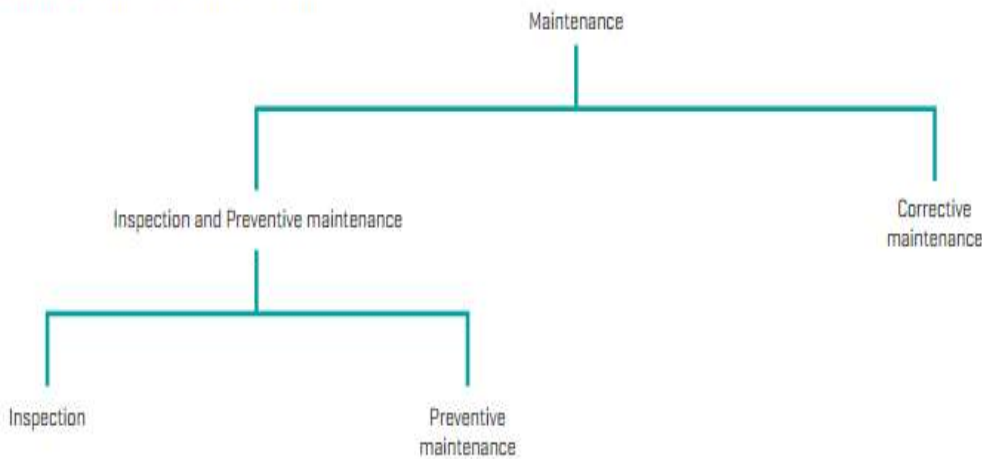 Maintenance
Inspection and Preventive maintenance
Corrective
maintenance
Inspection
Preventive
maintenance